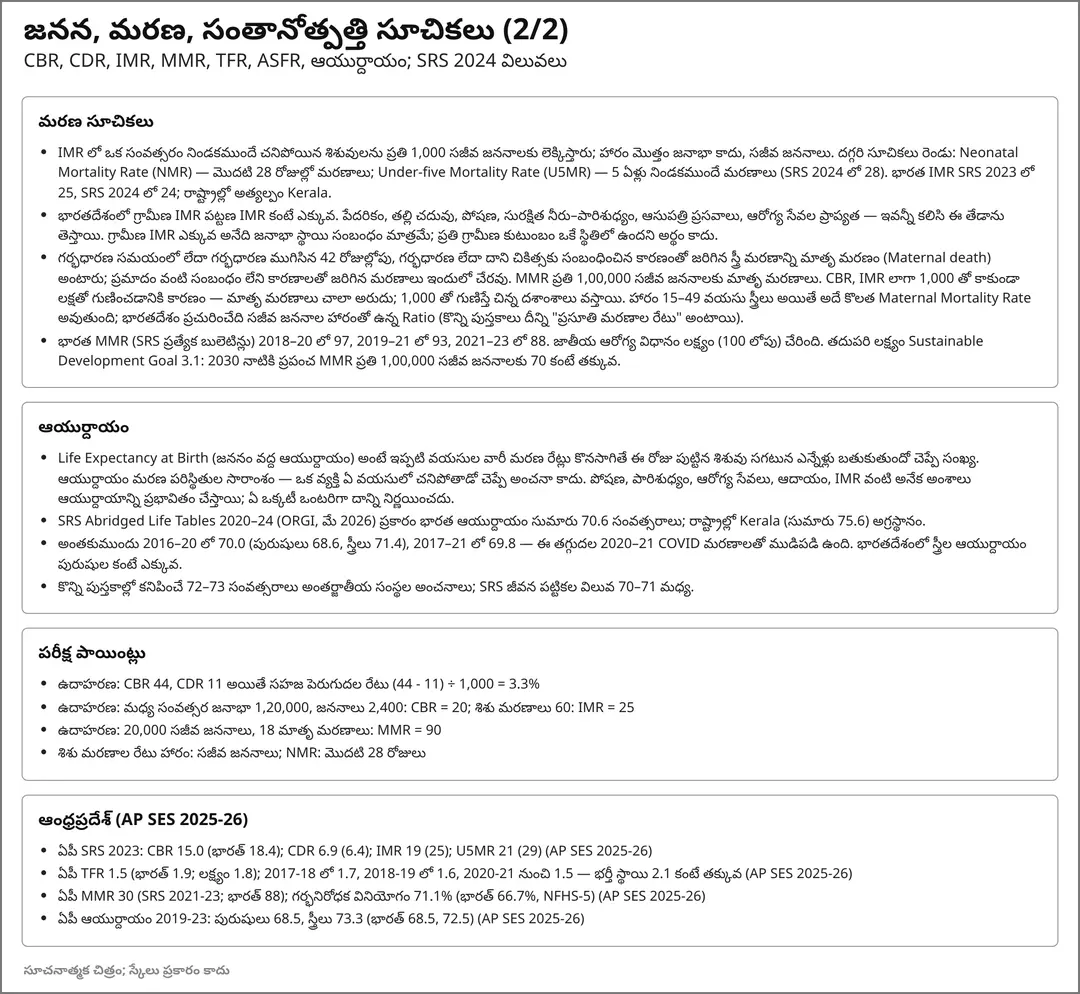 జనన, మరణ, సంతానోత్పత్తి సూచికలు (2/2)
CBR, CDR, IMR, MMR, TFR, ASFR, ఆయుర్దాయం; SRS 2024 విలువలు
మరణ సూచికలు
• IMR లో ఒక సంవత్సరం నిండకముందే చనిపోయిన శిశువులను ప్రతి 1,000 సజీవ జననాలకు లెక్కిస్తారు; హారం మొత్తం జనాభా కాదు, సజీవ జననాలు. దగ్గరి సూచికలు రెండు: Neonatal
Mortality Rate (NMR) — మొదటి 28 రోజుల్లో మరణాలు; Under-five Mortality Rate (U5MR) — 5 ఏళ్లు నిండకముందే మరణాలు (SRS 2024 లో 28). భారత IMR SRS 2023 లో
25, SRS 2024 లో 24; రాష్ట్రాల్లో అత్యల్పం Kerala.
• భారతదేశంలో గ్రామీణ IMR పట్టణ IMR కంటే ఎక్కువ. పేదరికం, తల్లి చదువు, పోషణ, సురక్షిత నీరు–పారిశుధ్యం, ఆసుపత్రి ప్రసవాలు, ఆరోగ్య సేవల ప్రాప్యత — ఇవన్నీ కలిసి ఈ తేడాను
తెస్తాయి. గ్రామీణ IMR ఎక్కువ అనేది జనాభా స్థాయి సంబంధం మాత్రమే; ప్రతి గ్రామీణ కుటుంబం ఒకే స్థితిలో ఉందని అర్థం కాదు.
• గర్భధారణ సమయంలో లేదా గర్భధారణ ముగిసిన 42 రోజుల్లోపు, గర్భధారణ లేదా దాని చికిత్సకు సంబంధించిన కారణంతో జరిగిన స్త్రీ మరణాన్ని మాతృ మరణం (Maternal death)
అంటారు; ప్రమాదం వంటి సంబంధం లేని కారణాలతో జరిగిన మరణాలు ఇందులో చేరవు. MMR ప్రతి 1,00,000 సజీవ జననాలకు మాతృ మరణాలు. CBR, IMR లాగా 1,000 తో కాకుండా
లక్షతో గుణించడానికి కారణం — మాతృ మరణాలు చాలా అరుదు; 1,000 తో గుణిస్తే చిన్న దశాంశాలు వస్తాయి. హారం 15–49 వయసు స్త్రీలు అయితే అదే కొలత Maternal Mortality Rate
అవుతుంది; భారతదేశం ప్రచురించేది సజీవ జననాల హారంతో ఉన్న Ratio (కొన్ని పుస్తకాలు దీన్ని "ప్రసూతి మరణాల రేటు" అంటాయి).
• భారత MMR (SRS ప్రత్యేక బులెటిన్లు) 2018–20 లో 97, 2019–21 లో 93, 2021–23 లో 88. జాతీయ ఆరోగ్య విధానం లక్ష్యం (100 లోపు) చేరింది. తదుపరి లక్ష్యం Sustainable
Development Goal 3.1: 2030 నాటికి ప్రపంచ MMR ప్రతి 1,00,000 సజీవ జననాలకు 70 కంటే తక్కువ.
ఆయుర్దాయం
• Life Expectancy at Birth (జననం వద్ద ఆయుర్దాయం) అంటే ఇప్పటి వయసుల వారీ మరణ రేట్లు కొనసాగితే ఈ రోజు పుట్టిన శిశువు సగటున ఎన్నేళ్లు బతుకుతుందో చెప్పే సంఖ్య.
ఆయుర్దాయం మరణ పరిస్థితుల సారాంశం — ఒక వ్యక్తి ఏ వయసులో చనిపోతాడో చెప్పే అంచనా కాదు. పోషణ, పారిశుధ్యం, ఆరోగ్య సేవలు, ఆదాయం, IMR వంటి అనేక అంశాలు
ఆయుర్దాయాన్ని ప్రభావితం చేస్తాయి; ఏ ఒక్కటీ ఒంటరిగా దాన్ని నిర్ణయించదు.
• SRS Abridged Life Tables 2020–24 (ORGI, మే 2026) ప్రకారం భారత ఆయుర్దాయం సుమారు 70.6 సంవత్సరాలు; రాష్ట్రాల్లో Kerala (సుమారు 75.6) అగ్రస్థానం.
• అంతకుముందు 2016–20 లో 70.0 (పురుషులు 68.6, స్త్రీలు 71.4), 2017–21 లో 69.8 — ఈ తగ్గుదల 2020–21 COVID మరణాలతో ముడిపడి ఉంది. భారతదేశంలో స్త్రీల ఆయుర్దాయం
పురుషుల కంటే ఎక్కువ.
• కొన్ని పుస్తకాల్లో కనిపించే 72–73 సంవత్సరాలు అంతర్జాతీయ సంస్థల అంచనాలు; SRS జీవన పట్టికల విలువ 70–71 మధ్య.
పరీక్ష పాయింట్లు
• ఉదాహరణ: CBR 44, CDR 11 అయితే సహజ పెరుగుదల రేటు (44 - 11) ÷ 1,000 = 3.3%
• ఉదాహరణ: మధ్య సంవత్సర జనాభా 1,20,000, జననాలు 2,400: CBR = 20; శిశు మరణాలు 60: IMR = 25
• ఉదాహరణ: 20,000 సజీవ జననాలు, 18 మాతృ మరణాలు: MMR = 90
• శిశు మరణాల రేటు హారం: సజీవ జననాలు; NMR: మొదటి 28 రోజులు
ఆంధ్రప్రదేశ్ (AP SES 2025-26)
• ఏపీ SRS 2023: CBR 15.0 (భారత్ 18.4); CDR 6.9 (6.4); IMR 19 (25); U5MR 21 (29) (AP SES 2025-26)
• ఏపీ TFR 1.5 (భారత్ 1.9; లక్ష్యం 1.8); 2017-18 లో 1.7, 2018-19 లో 1.6, 2020-21 నుంచి 1.5 — భర్తీ స్థాయి 2.1 కంటే తక్కువ (AP SES 2025-26)
• ఏపీ MMR 30 (SRS 2021-23; భారత్ 88); గర్భనిరోధక వినియోగం 71.1% (భారత్ 66.7%, NFHS-5) (AP SES 2025-26)
• ఏపీ ఆయుర్దాయం 2019-23: పురుషులు 68.5, స్త్రీలు 73.3 (భారత్ 68.5, 72.5) (AP SES 2025-26)
సూచనాత్మక చిత్రం; స్కేలు ప్రకారం కాదు